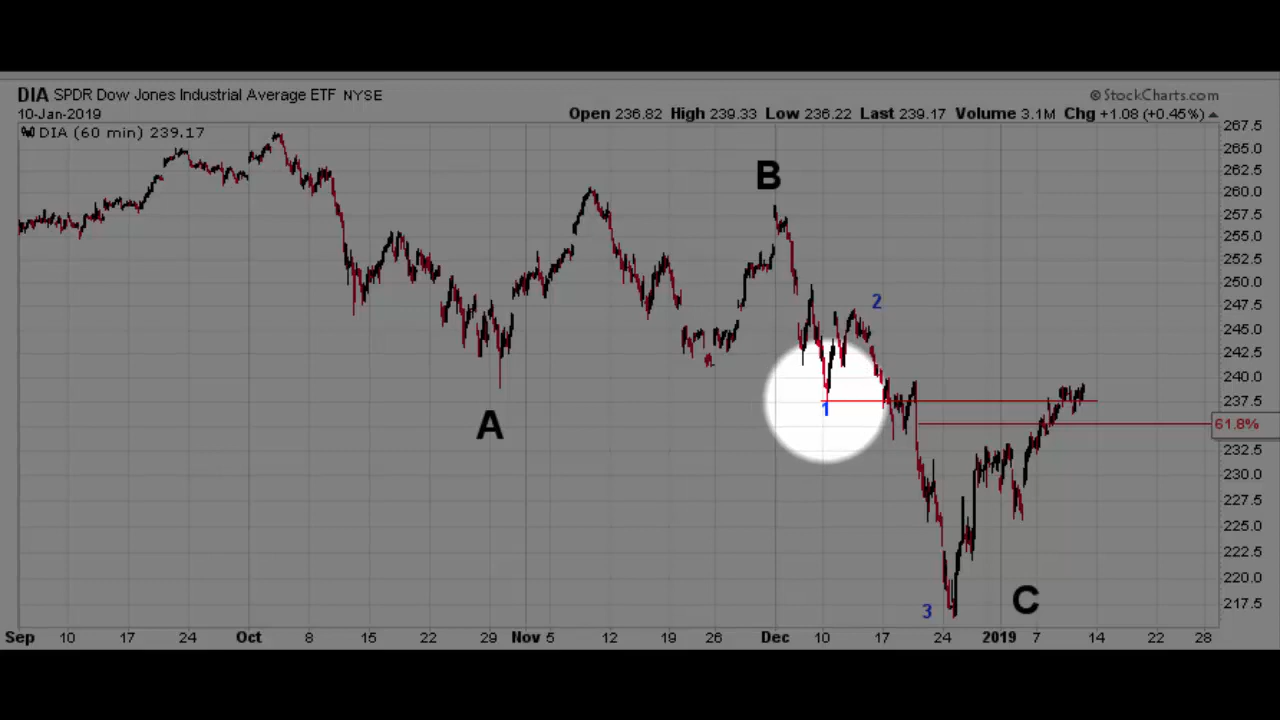 DIA SPDR Dow Jones Industrial Average ETF NYSE
©StockCharts.com
10-Jan-2019
Open 236.82 High 239.33 Low 236.22 Last 239.17 Volume 3.1M Chg +1.08 (+0.45%)
DIA (60 min) 239.17
267.5
265.0
262.5
260.0
257.5
255.0
252.5
250.0
247.5
245.0
242.5
240.0
237.5
61.8%
232.5
230.0
227.5
225.0
222.5
220.0
217.5
B
2
1
A
3
C
Sep 10 17 24 Oct 8 15 22 29 Nov 5 12 19 26 Dec 10 17 24 2019 7 14 22 28